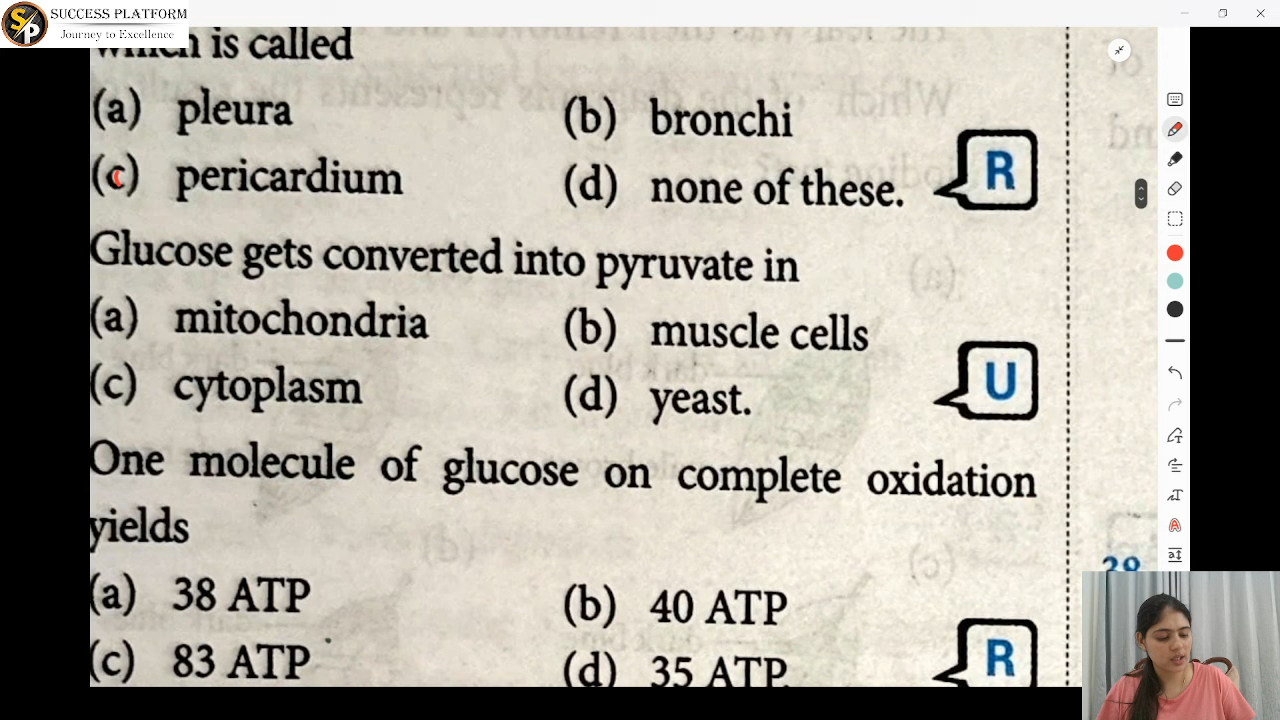 SUCCESS PLATFORM
Journey to Excellence
which is called
(a) pleura (b) bronchi
(c) pericardium (d) none of these.
R
Glucose gets converted into pyruvate in
(a) mitochondria (b) muscle cells
(c) cytoplasm (d) yeast.
U
One molecule of glucose on complete oxidation
yields
(a) 38 ATP (b) 40 ATP
(c) 83 ATP (d) 35 ATP.
R